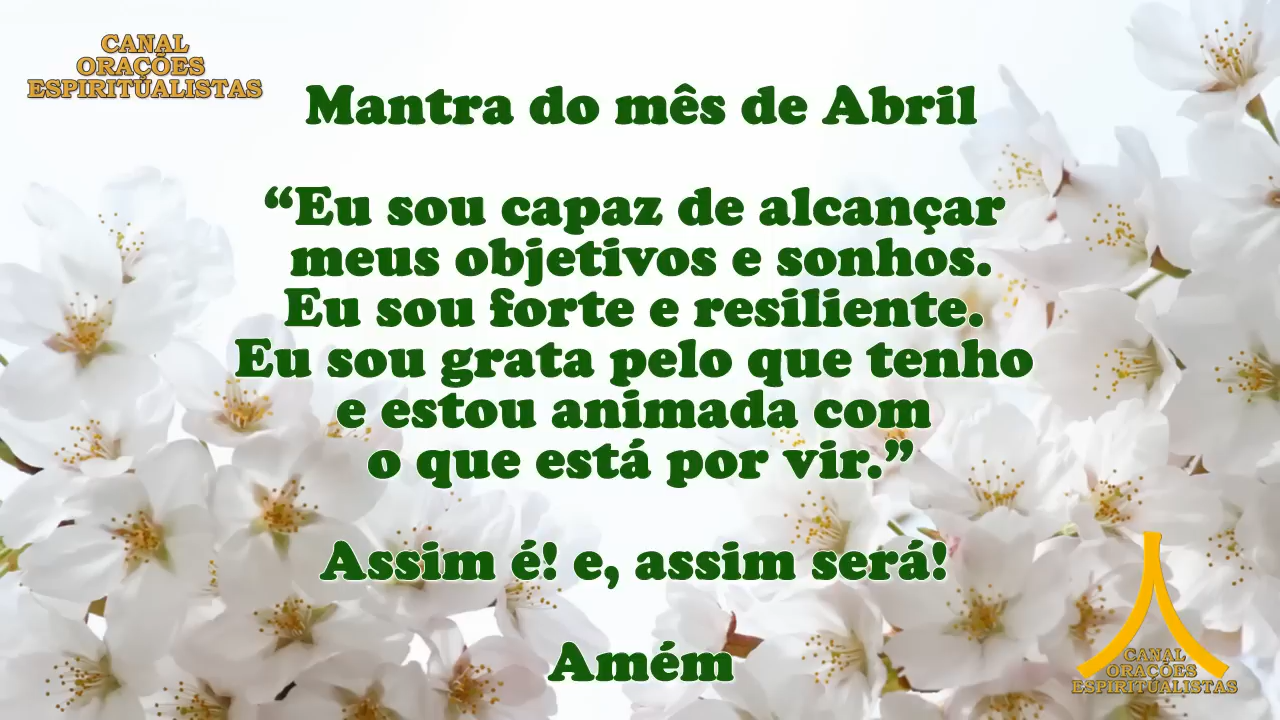 CANAL
ORAÇÕES
ESPIRITUALISTAS
Mantra do mês de Abril
“Eu sou capaz de alcançar
meus objetivos e sonhos.
Eu sou forte e resiliente.
Eu sou grata pelo que tenho
e estou animada com
o que está por vir.”
Assim é! e, assim será!
Amém
CANAL
ORAÇÕES
ESPIRITUALISTAS